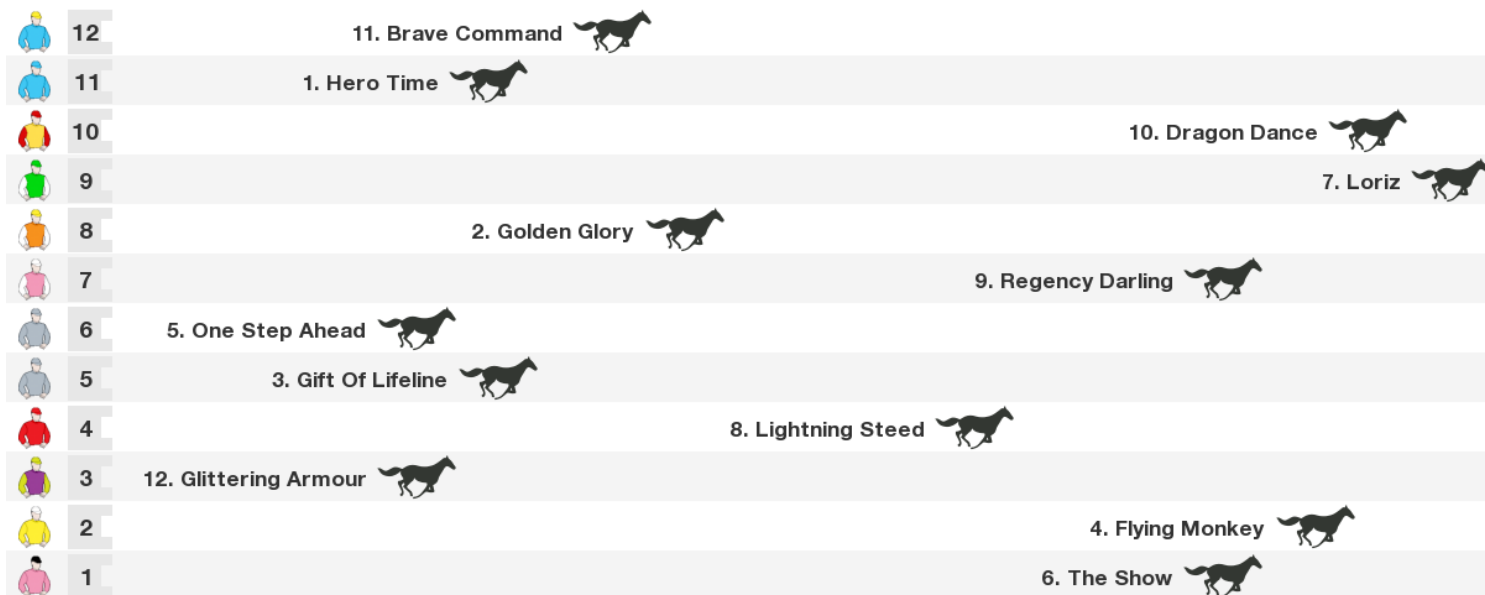 12 11. Brave Command
11 1. Hero Time
10 10. Dragon Dance
9 7. Loriz
8 2. Golden Glory
7 9. Regency Darling
6 5. One Step Ahead
5 3. Gift Of Lifeline
4 8. Lightning Steed
3 12. Glittering Armour
2 4. Flying Monkey
1 6. The Show